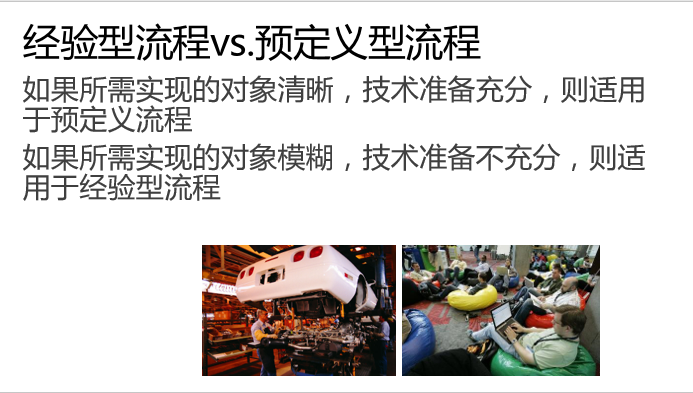 经验型流程vs.预定义型流程
如果所需实现的对象清晰，技术准备充分，则适用
于预定义流程
如果所需实现的对象模糊，技术准备不充分，则适
用于经验型流程